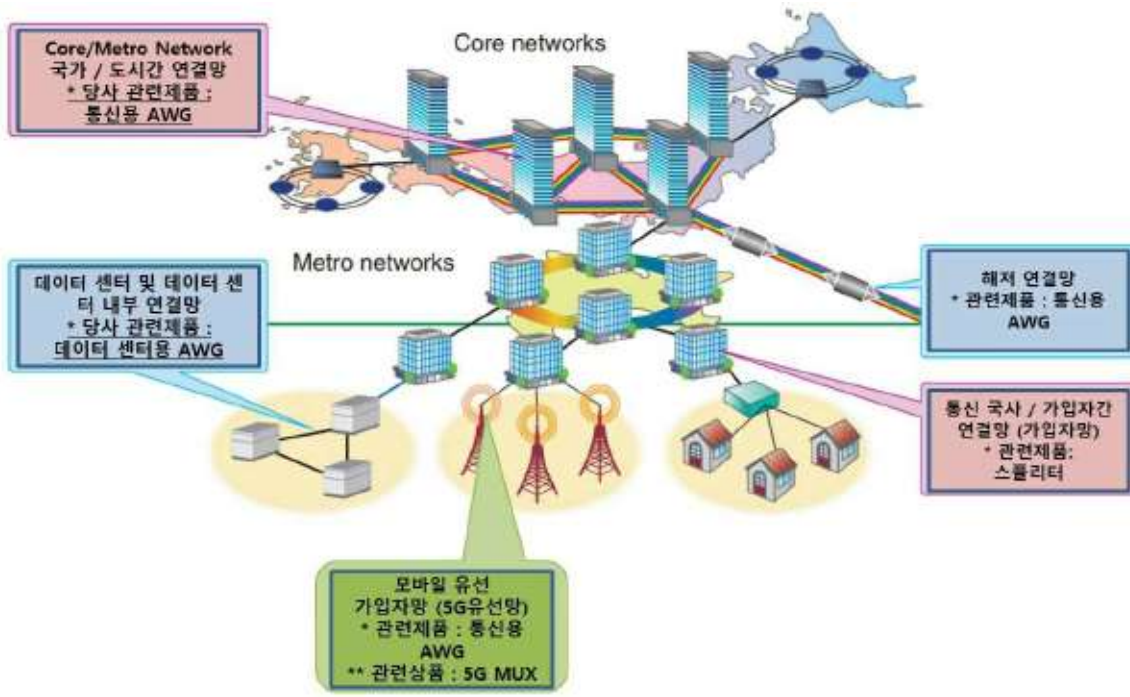 Core/Metro Network
국가 / 도시간 연결망
* 당사 관련제품 :
통신용 AWG
Core networks
Metro networks
데이터 센터 및 데이터 센
터 내부 연결망
* 당사 관련제품 :
데이터 센터용 AWG
해저 연결망
* 관련제품 : 통신용
AWG
통신 국사 / 가입자간
연결망 (가입자망)
* 관련제품:
스플리터
모바일 유선
가입자망 (5G유선망)
* 관련제품 : 통신용
AWG
** 관련상품 : 5G MUX